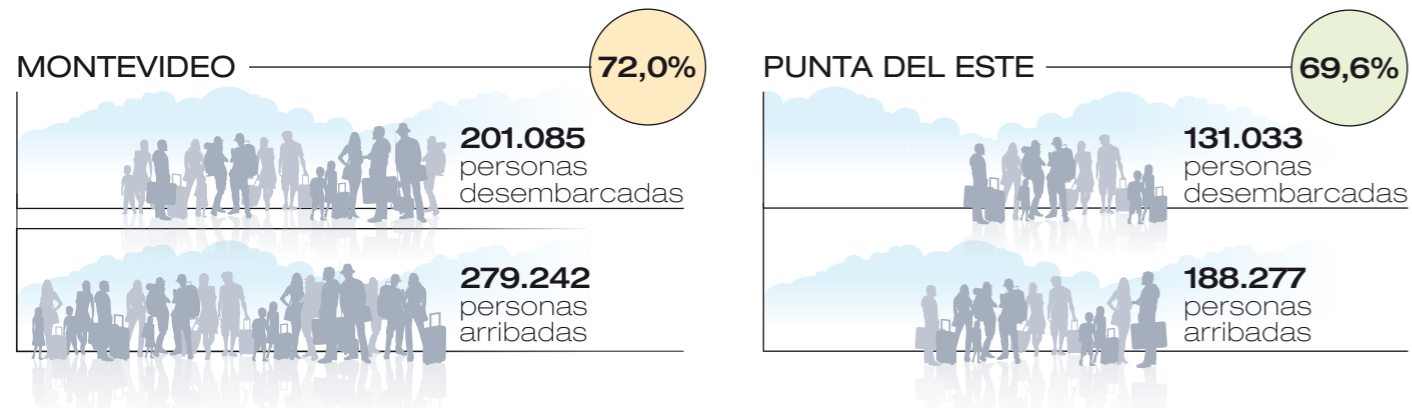 MONTEVIDEO
72,0%
201.085
personas
desembarcadas
279.242
personas
arribadas
PUNTA DEL ESTE
69,6%
131.033
personas
desembarcadas
188.277
personas
arribadas